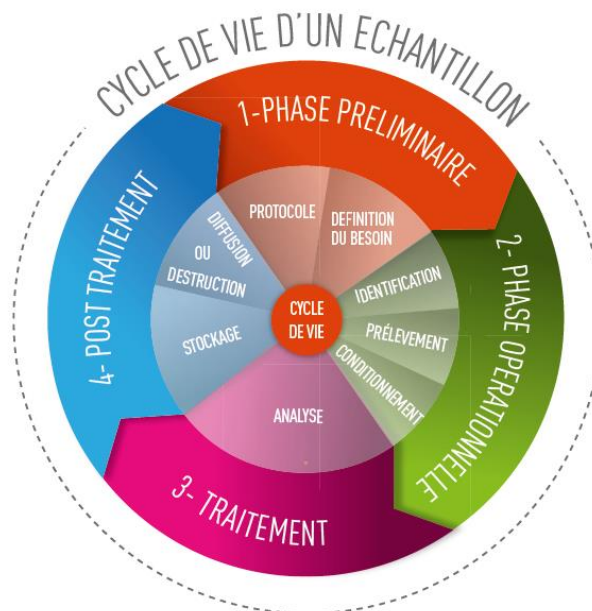 CYCLE DE VIE D'UN ECHANTILLON
1-PHASE PRELIMINAIRE
2- PHASE OPERATIONNELLE
3- TRAITEMENT
4- POST TRAITEMENT
PROTOCOLE
DEFINITION
DU BESOIN
IDENTIFICATION
PRÉLEVEMENT
CONDITIONNEMENT
ANALYSE
STOCKAGE
DIFFUSION
OU
DESTRUCTION
CYCLE
DE VIE